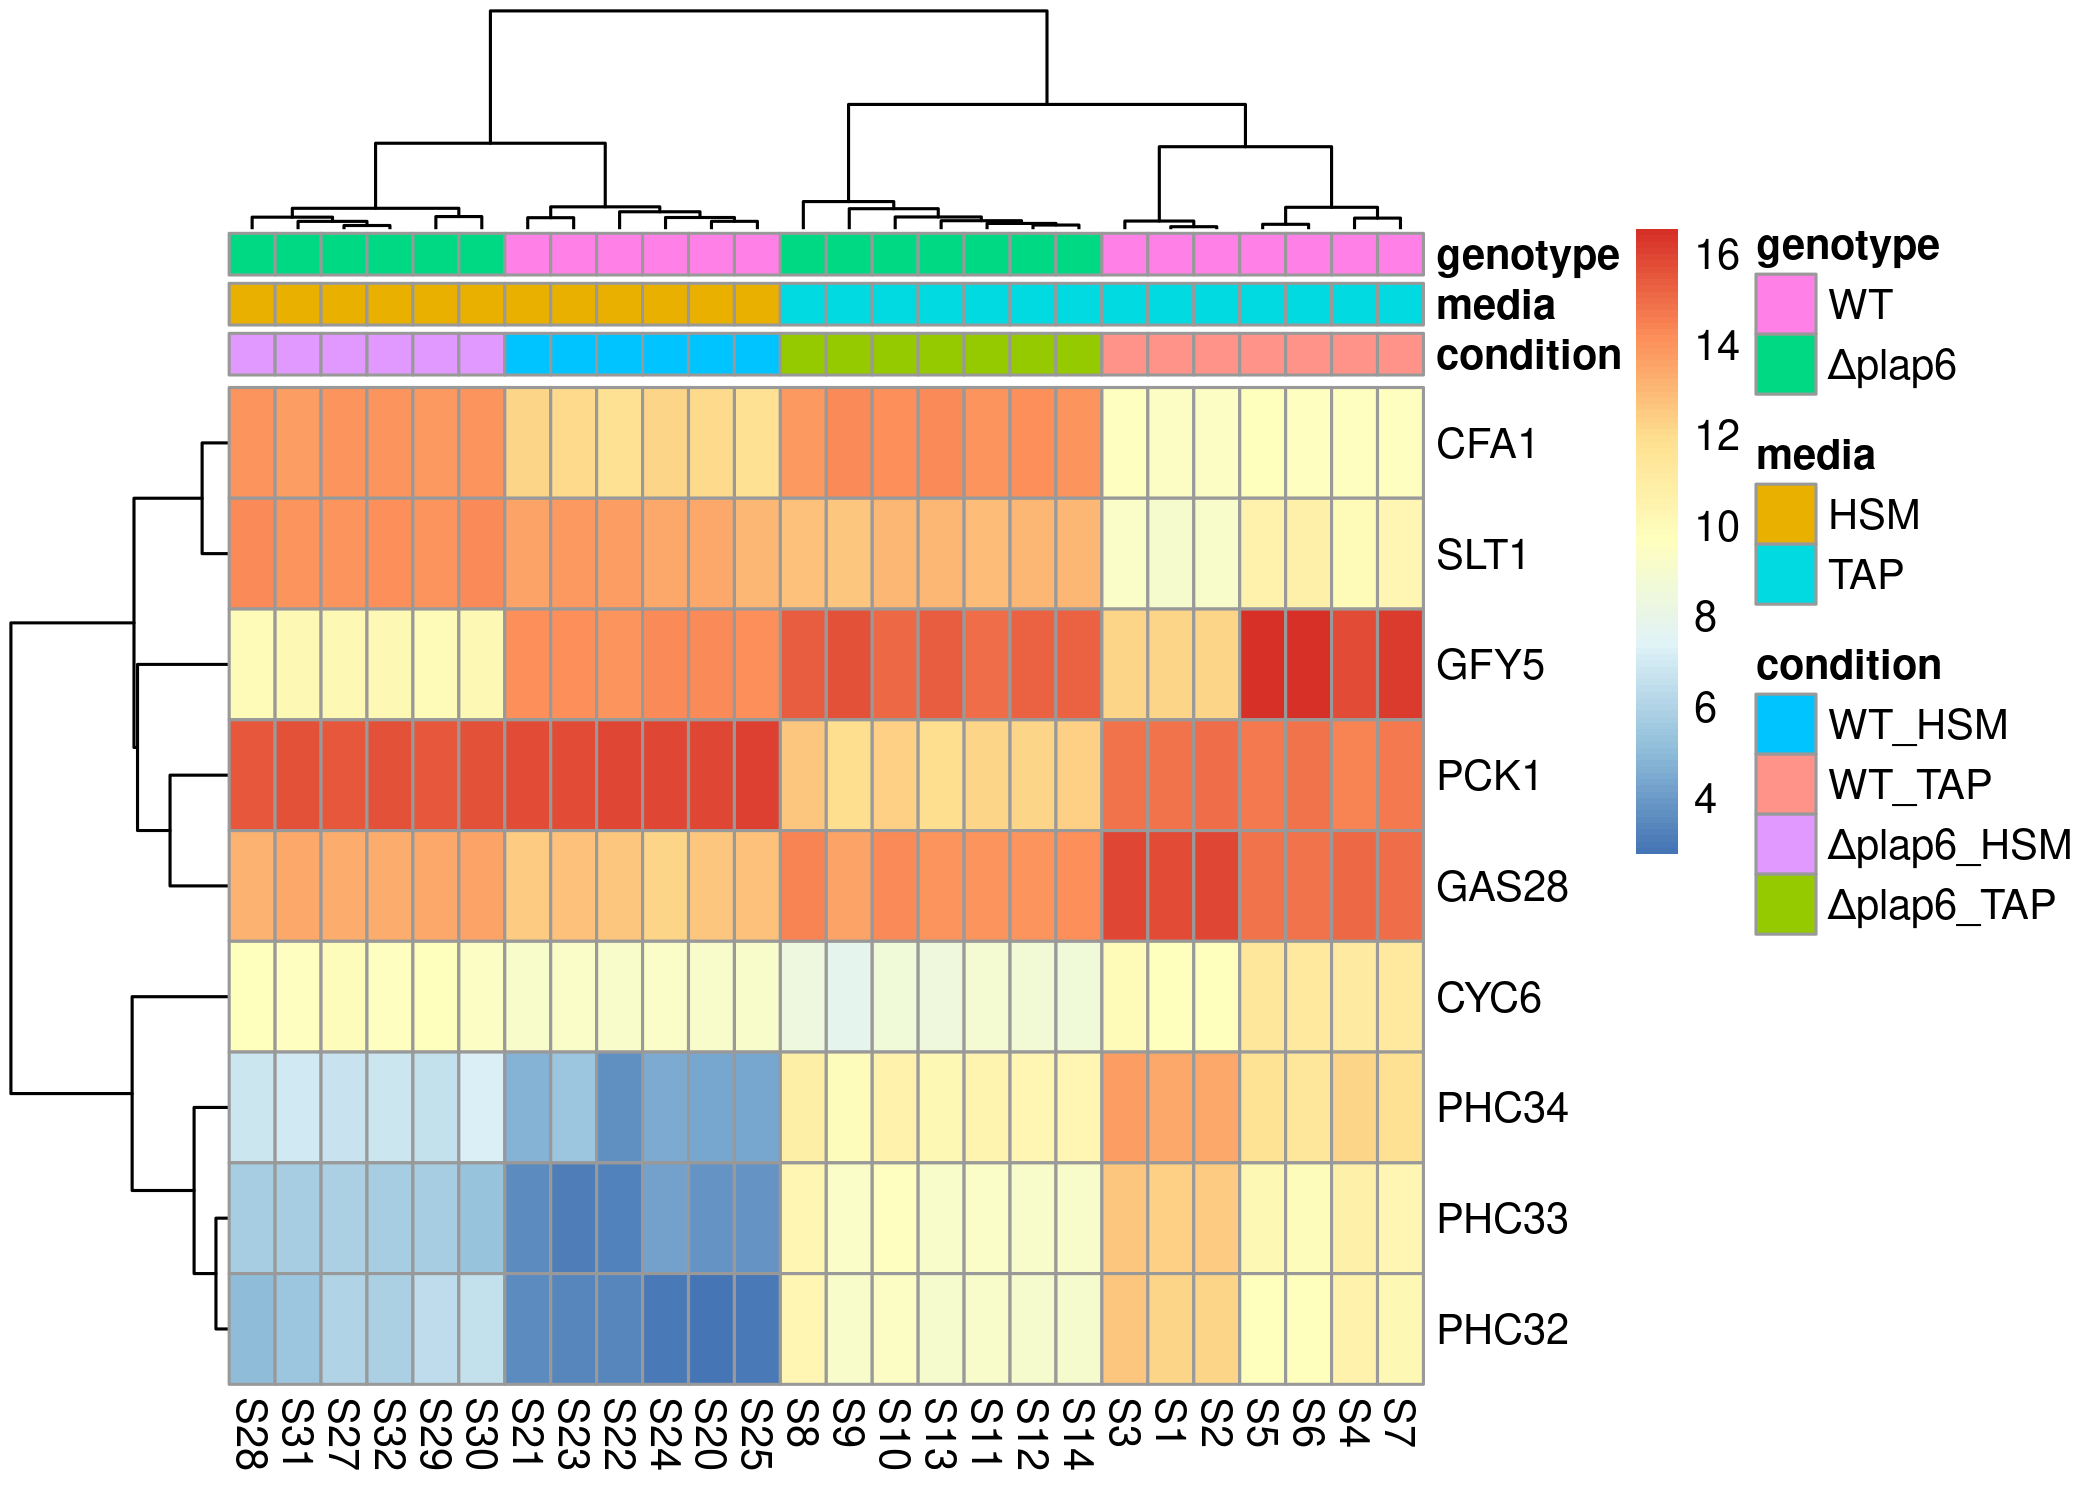 genotype
media
condition
CFA1
SLT1
GFY5
PCK1
GAS28
CYC6
PHC34
PHC33
PHC32
S28 S31 S27 S32 S29 S30 S21 S23 S22 S24 S20 S25 S8 S9 S10 S13 S11 S12 S14 S3 S1 S2 S5 S6 S4 S7
16
14
12
10
8
6
4
genotype
WT
Δplap6
media
HSM
TAP
condition
WT_HSM
WT_TAP
Δplap6_HSM
Δplap6_TAP